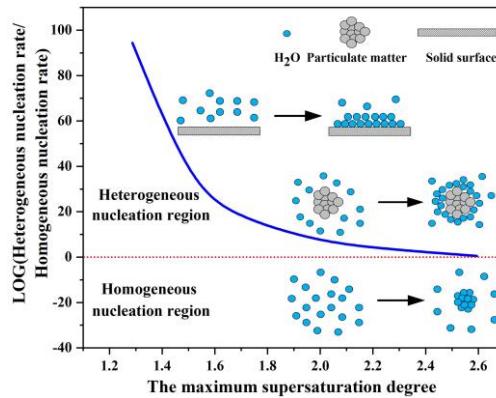 LOG(Heterogeneous nucleation rate/
Homogeneous nucleation rate)
100
80
60
40
20
0
-20
-40
H2O Particulate matter Solid surface
Heterogeneous
nucleation region
Homogeneous
nucleation region
1.2 1.4 1.6 1.8 2.0 2.2 2.4 2.6
The maximum supersaturation degree